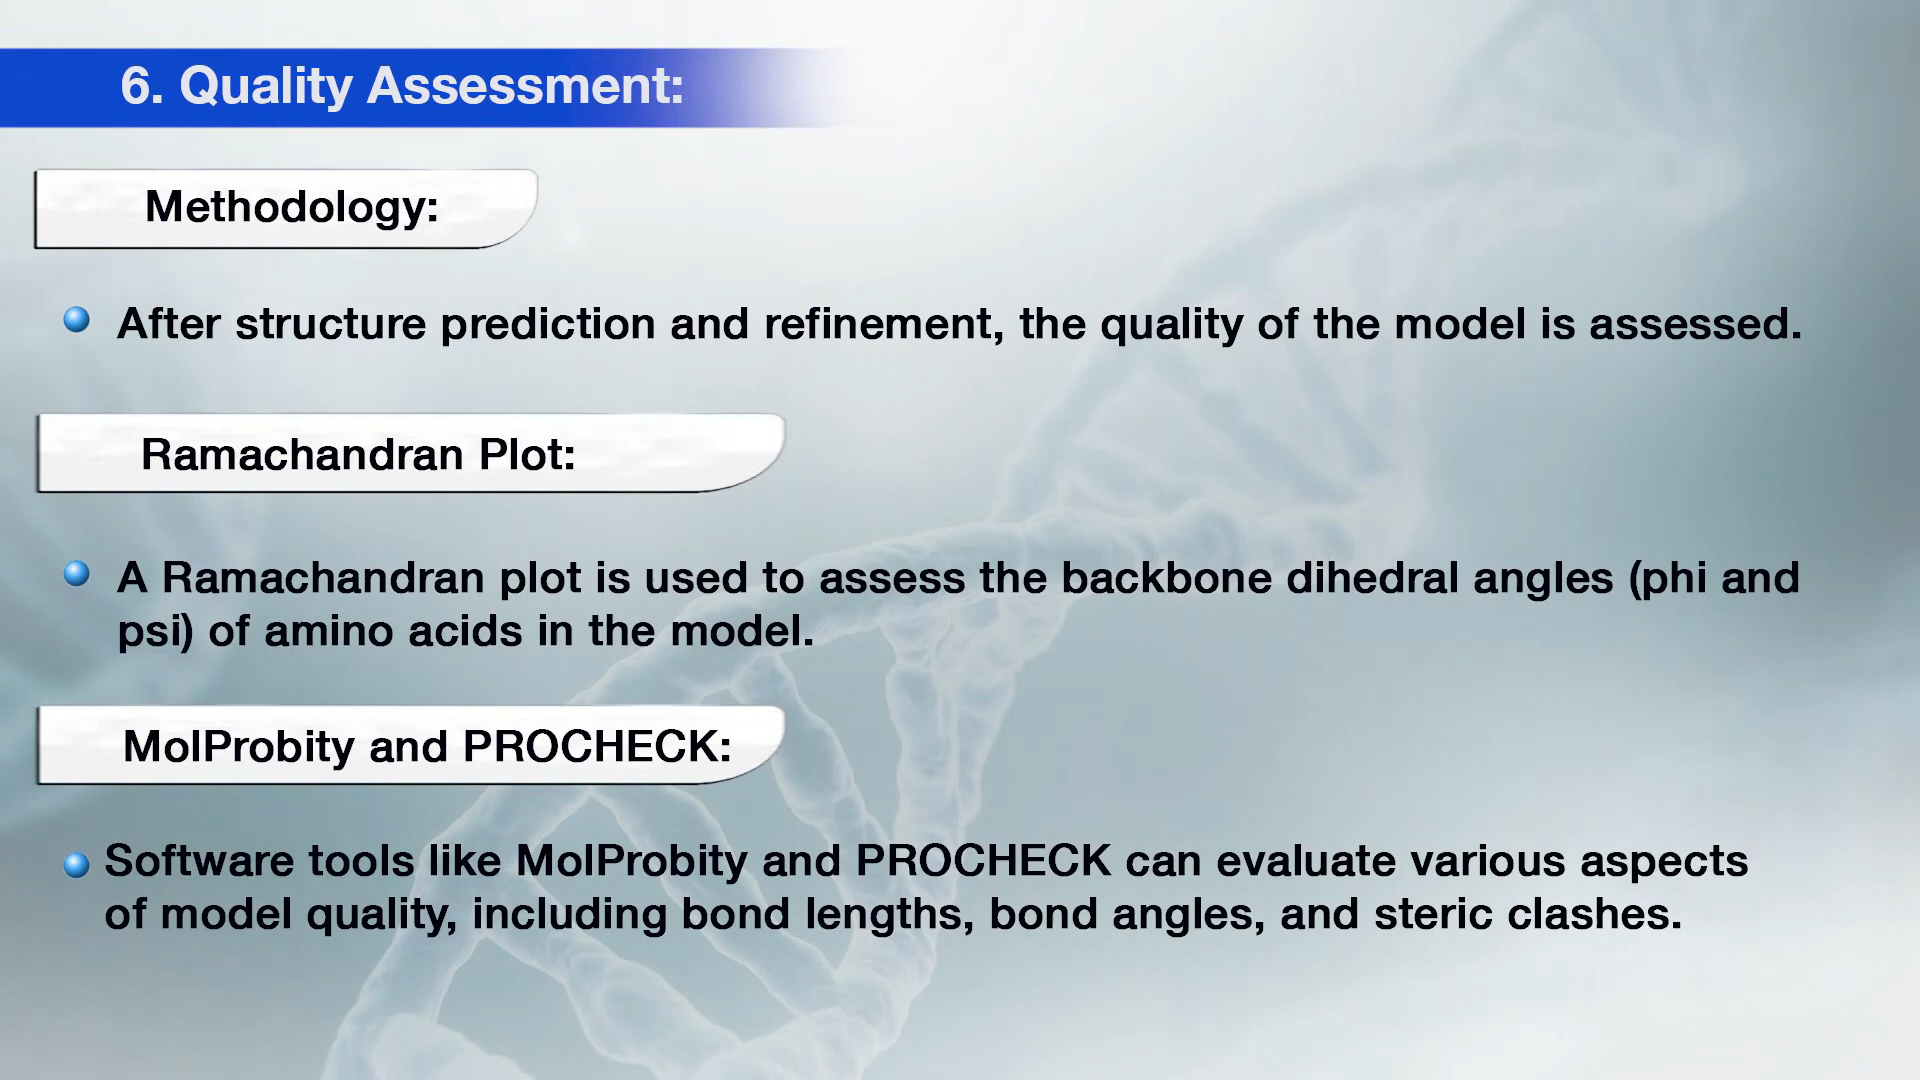 6. Quality Assessment:
Methodology:
After structure prediction and refinement, the quality of the model is assessed.
Ramachandran Plot:
A Ramachandran plot is used to assess the backbone dihedral angles (phi and
psi) of amino acids in the model.
MolProbity and PROCHECK:
Software tools like MolProbity and PROCHECK can evaluate various aspects
of model quality, including bond lengths, bond angles, and steric clashes.